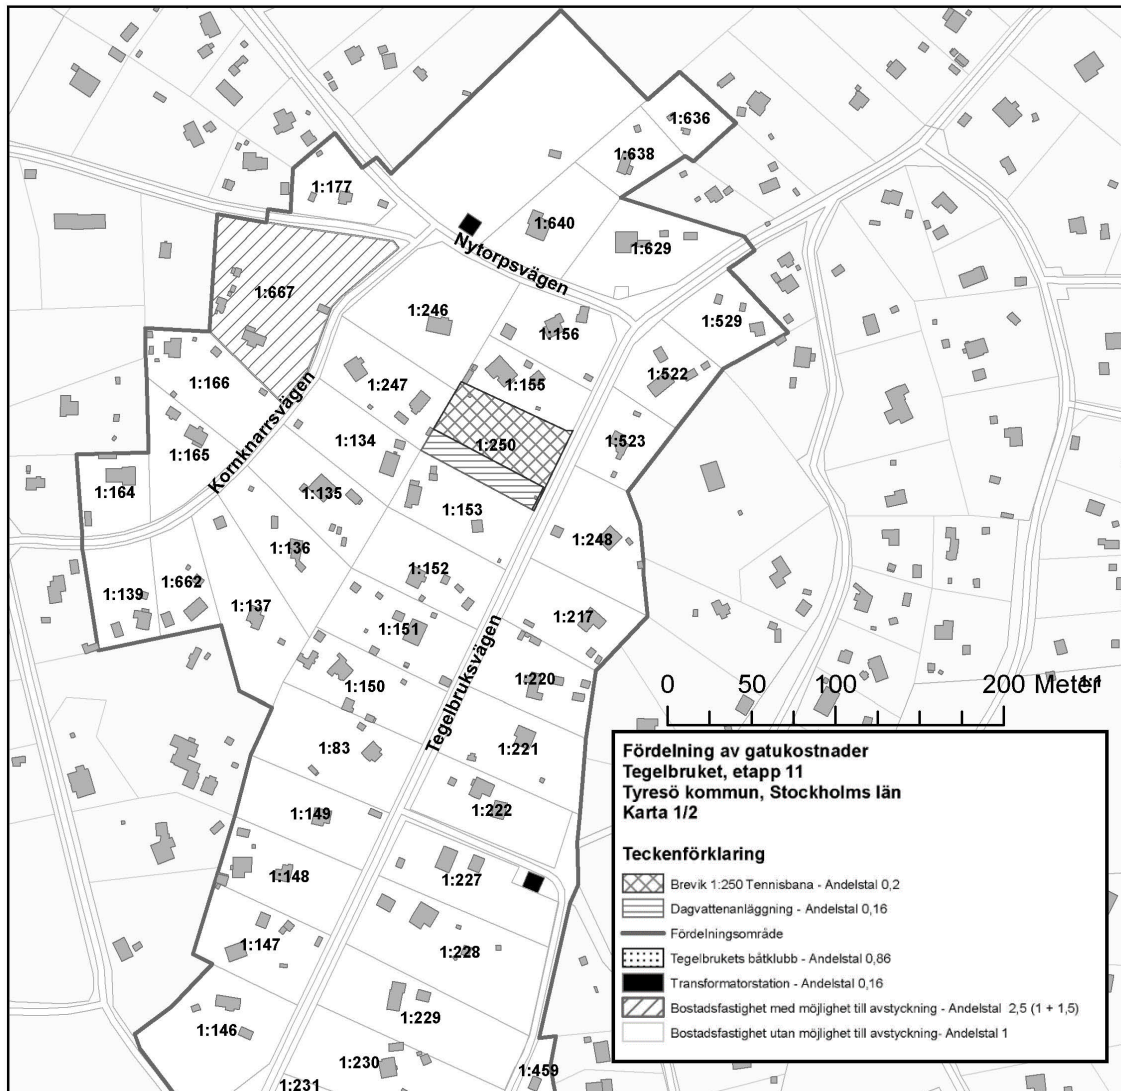 1:636
1:638
1:177
1:640
Nytorpsvägen
1:629
1:667
1:246
1:529
1:156
1:522
1:166
1:247
1:155
1:134
1:250
1:523
Kornknarrsvägen
1:165
1:164
1:135
1:153
1:248
1:136
1:152
1:662
1:139
1:137
1:217
1:151
Tegelbruksvägen
1:150
1:220
0 50 100 200 Meter
1:1
1:83
1:221
1:149
1:222
1:148
1:227
1:147
1:228
1:146
1:229
1:230
1:231
1:459
Fördelning av gatukostnader
Tegelbruket, etapp 11
Tyresö kommun, Stockholms län
Karta 1/2
Teckenförklaring
Brevik 1:250 Tennisbana - Andelstal 0,2
Dagvattenanläggning - Andelstal 0,16
Fördelningsområde
Tegelbrukets båtklubb - Andelstal 0,86
Transformatorstation - Andelstal 0,16
Bostadsfastighet med möjlighet till avstyckning - Andelstal 2,5 (1 + 1,5)
Bostadsfastighet utan möjlighet till avstyckning- Andelstal 1